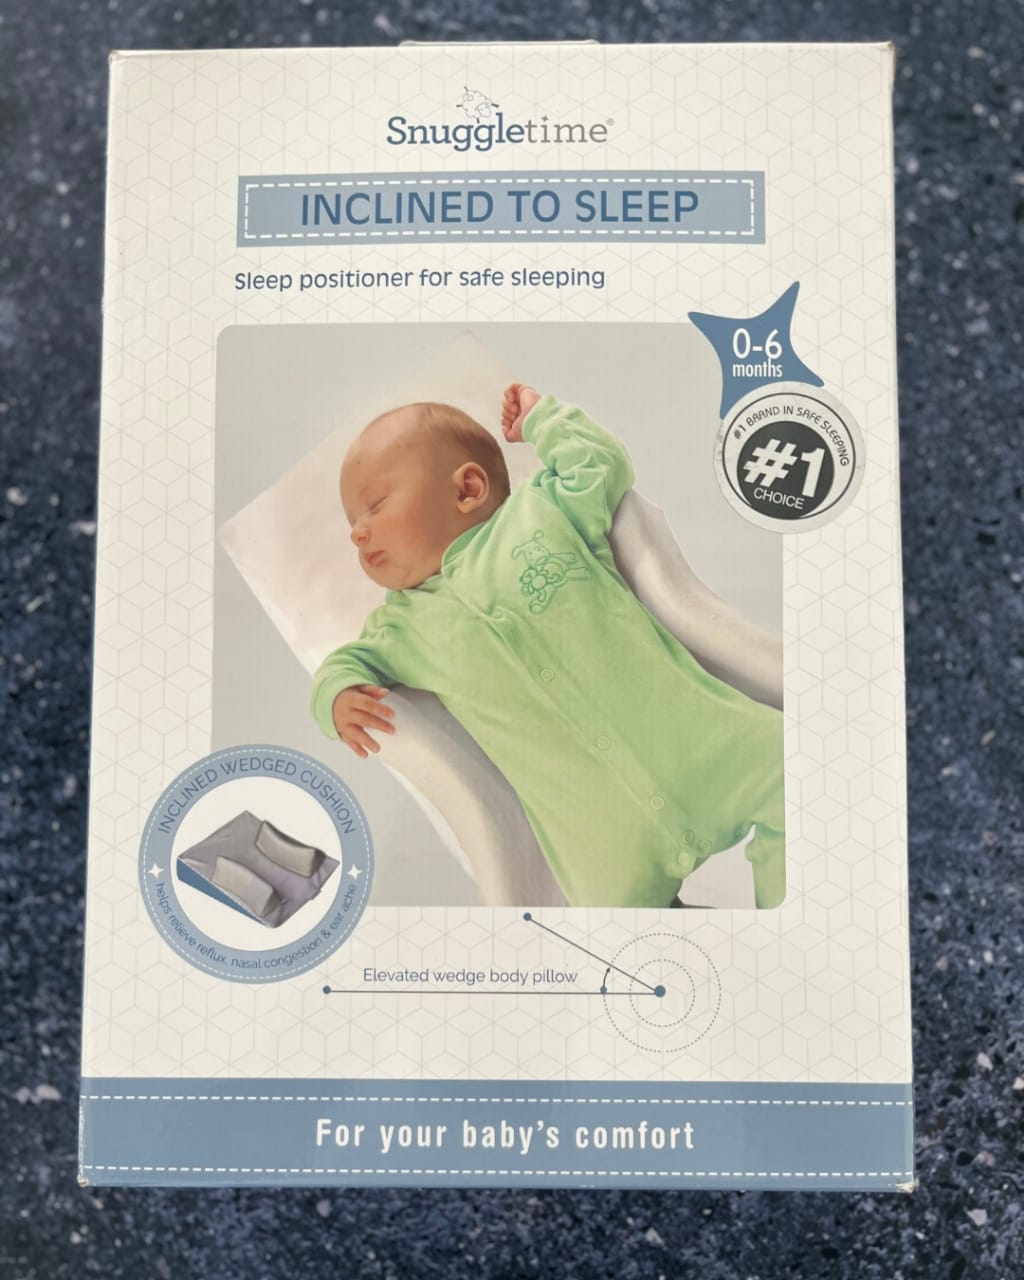 Snuggletime®
INCLINED TO SLEEP
Sleep positioner for safe sleeping
0-6
months
#1 BRAND IN SAFE SLEEPING
#1
CHOICE
INCLINED WEDGED CUSHION
helps relieve reflux, nasal congestion & ear ache
Elevated wedge body pillow
For your baby's comfort